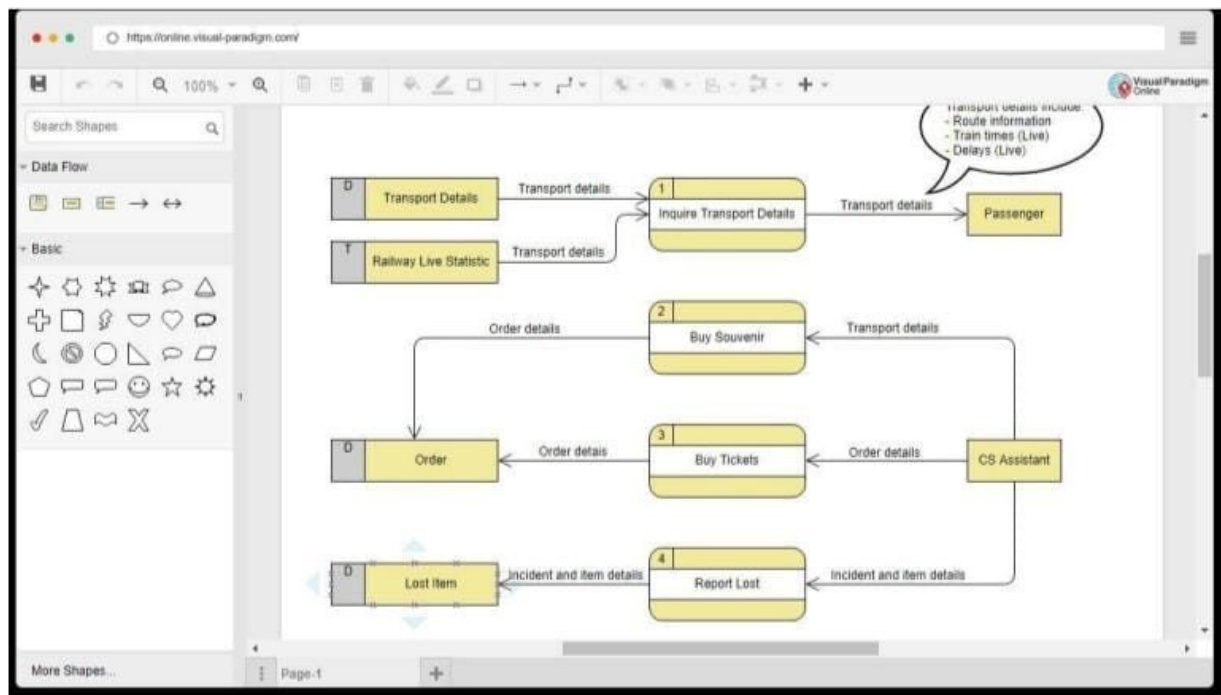 https://online.visual-paradigm.com/
100%
Visual Paradigm
Online
Search Shapes
Data Flow
Basic
More Shapes...
Transport details include:
- Route information
- Train times (Live)
- Delays (Live)
D
Transport Details
Transport details
1
Inquire Transport Details
Transport details
Passenger
T
Railway Live Statistic
Transport details
2
Buy Souvenir
Order details
Transport details
D
Order
Order detais
3
Buy Tickets
Order details
CS Assistant
D
Lost Item
Incident and item details
4
Report Lost
Incident and item details
Page-1